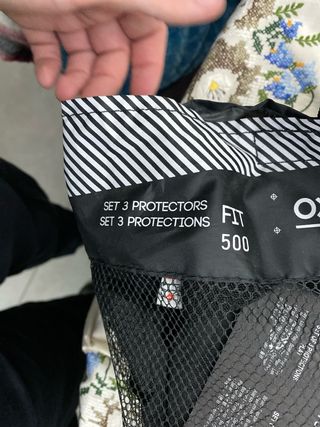 SET 3 PROTECTORS
SET 3 PROTECTIONS
FIT
500